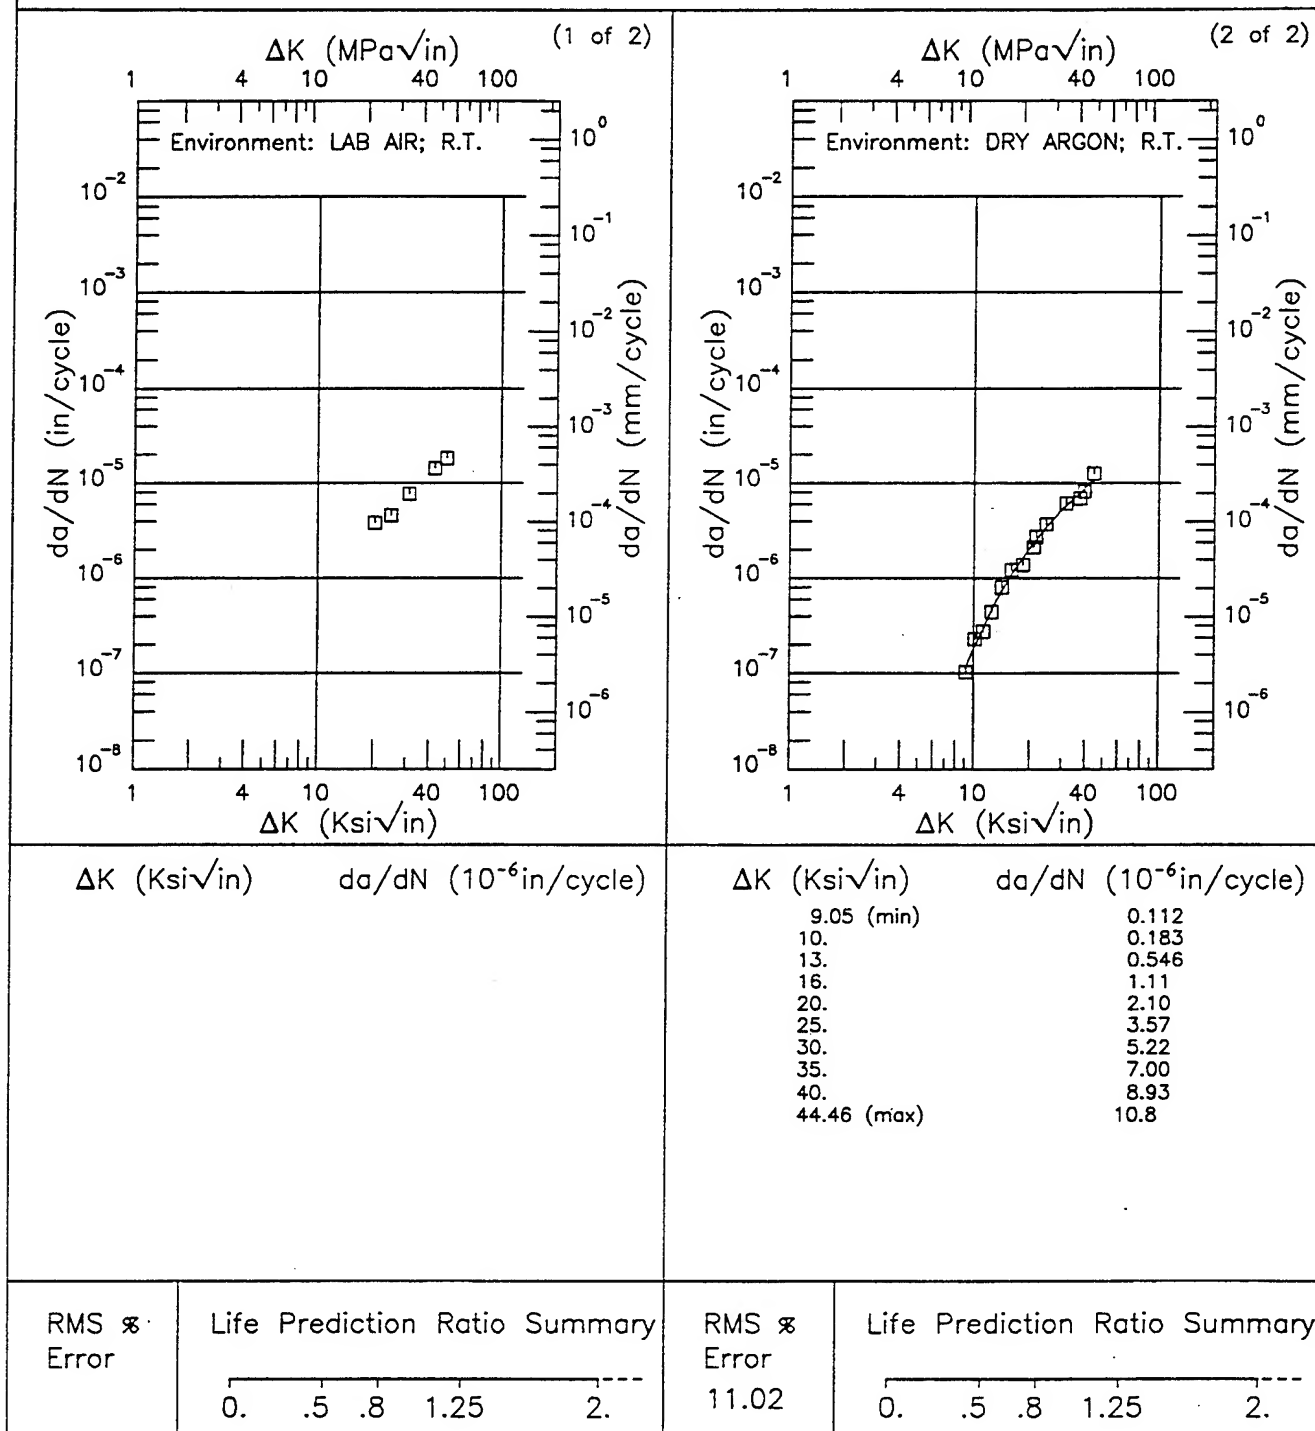 (1 of 2)
ΔK (MPa√in)
1 4 10 40 100
Environment: LAB AIR; R.T.
da/dN (in/cycle)
10⁻²
10⁻³
10⁻⁴
10⁻⁵
10⁻⁶
10⁻⁷
10⁻⁸
10⁰
10⁻¹
10⁻²
10⁻³
10⁻⁴
10⁻⁵
10⁻⁶
da/dN (mm/cycle)
1 4 10 40 100
ΔK (Ksi√in)
(2 of 2)
ΔK (MPa√in)
1 4 10 40 100
Environment: DRY ARGON; R.T.
da/dN (in/cycle)
10⁻²
10⁻³
10⁻⁴
10⁻⁵
10⁻⁶
10⁻⁷
10⁻⁸
10⁰
10⁻¹
10⁻²
10⁻³
10⁻⁴
10⁻⁵
10⁻⁶
da/dN (mm/cycle)
1 4 10 40 100
ΔK (Ksi√in)
ΔK (Ksi√in) da/dN (10⁻⁶in/cycle)
ΔK (Ksi√in) da/dN (10⁻⁶in/cycle)
9.05 (min) 0.112
10. 0.183
13. 0.546
16. 1.11
20. 2.10
25. 3.57
30. 5.22
35. 7.00
40. 8.93
44.46 (max) 10.8
RMS %
Error
Life Prediction Ratio Summary
0. .5 .8 1.25 2.
RMS %
Error
11.02
Life Prediction Ratio Summary
0. .5 .8 1.25 2.